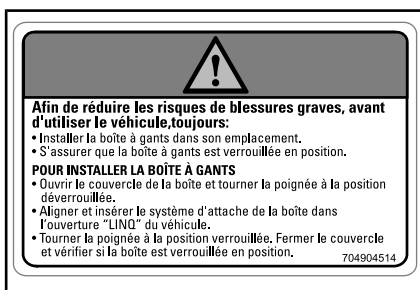 Afin de réduire les risques de blessures graves, avant
d'utiliser le véhicule,toujours:
• Installer la boîte à gants dans son emplacement.
• S'assurer que la boîte à gants est verrouillée en position.
POUR INSTALLER LA BOÎTE À GANTS
• Ouvrir le couvercle de la boîte et tourner la poignée à la position
déverrouillée.
• Aligner et insérer le système d'attache de la boîte dans
l'ouverture "LINQ" du véhicule.
• Tourner la poignée à la position verrouillée. Fermer le couvercle
et vérifier si la boîte est verrouillée en position.
704904514